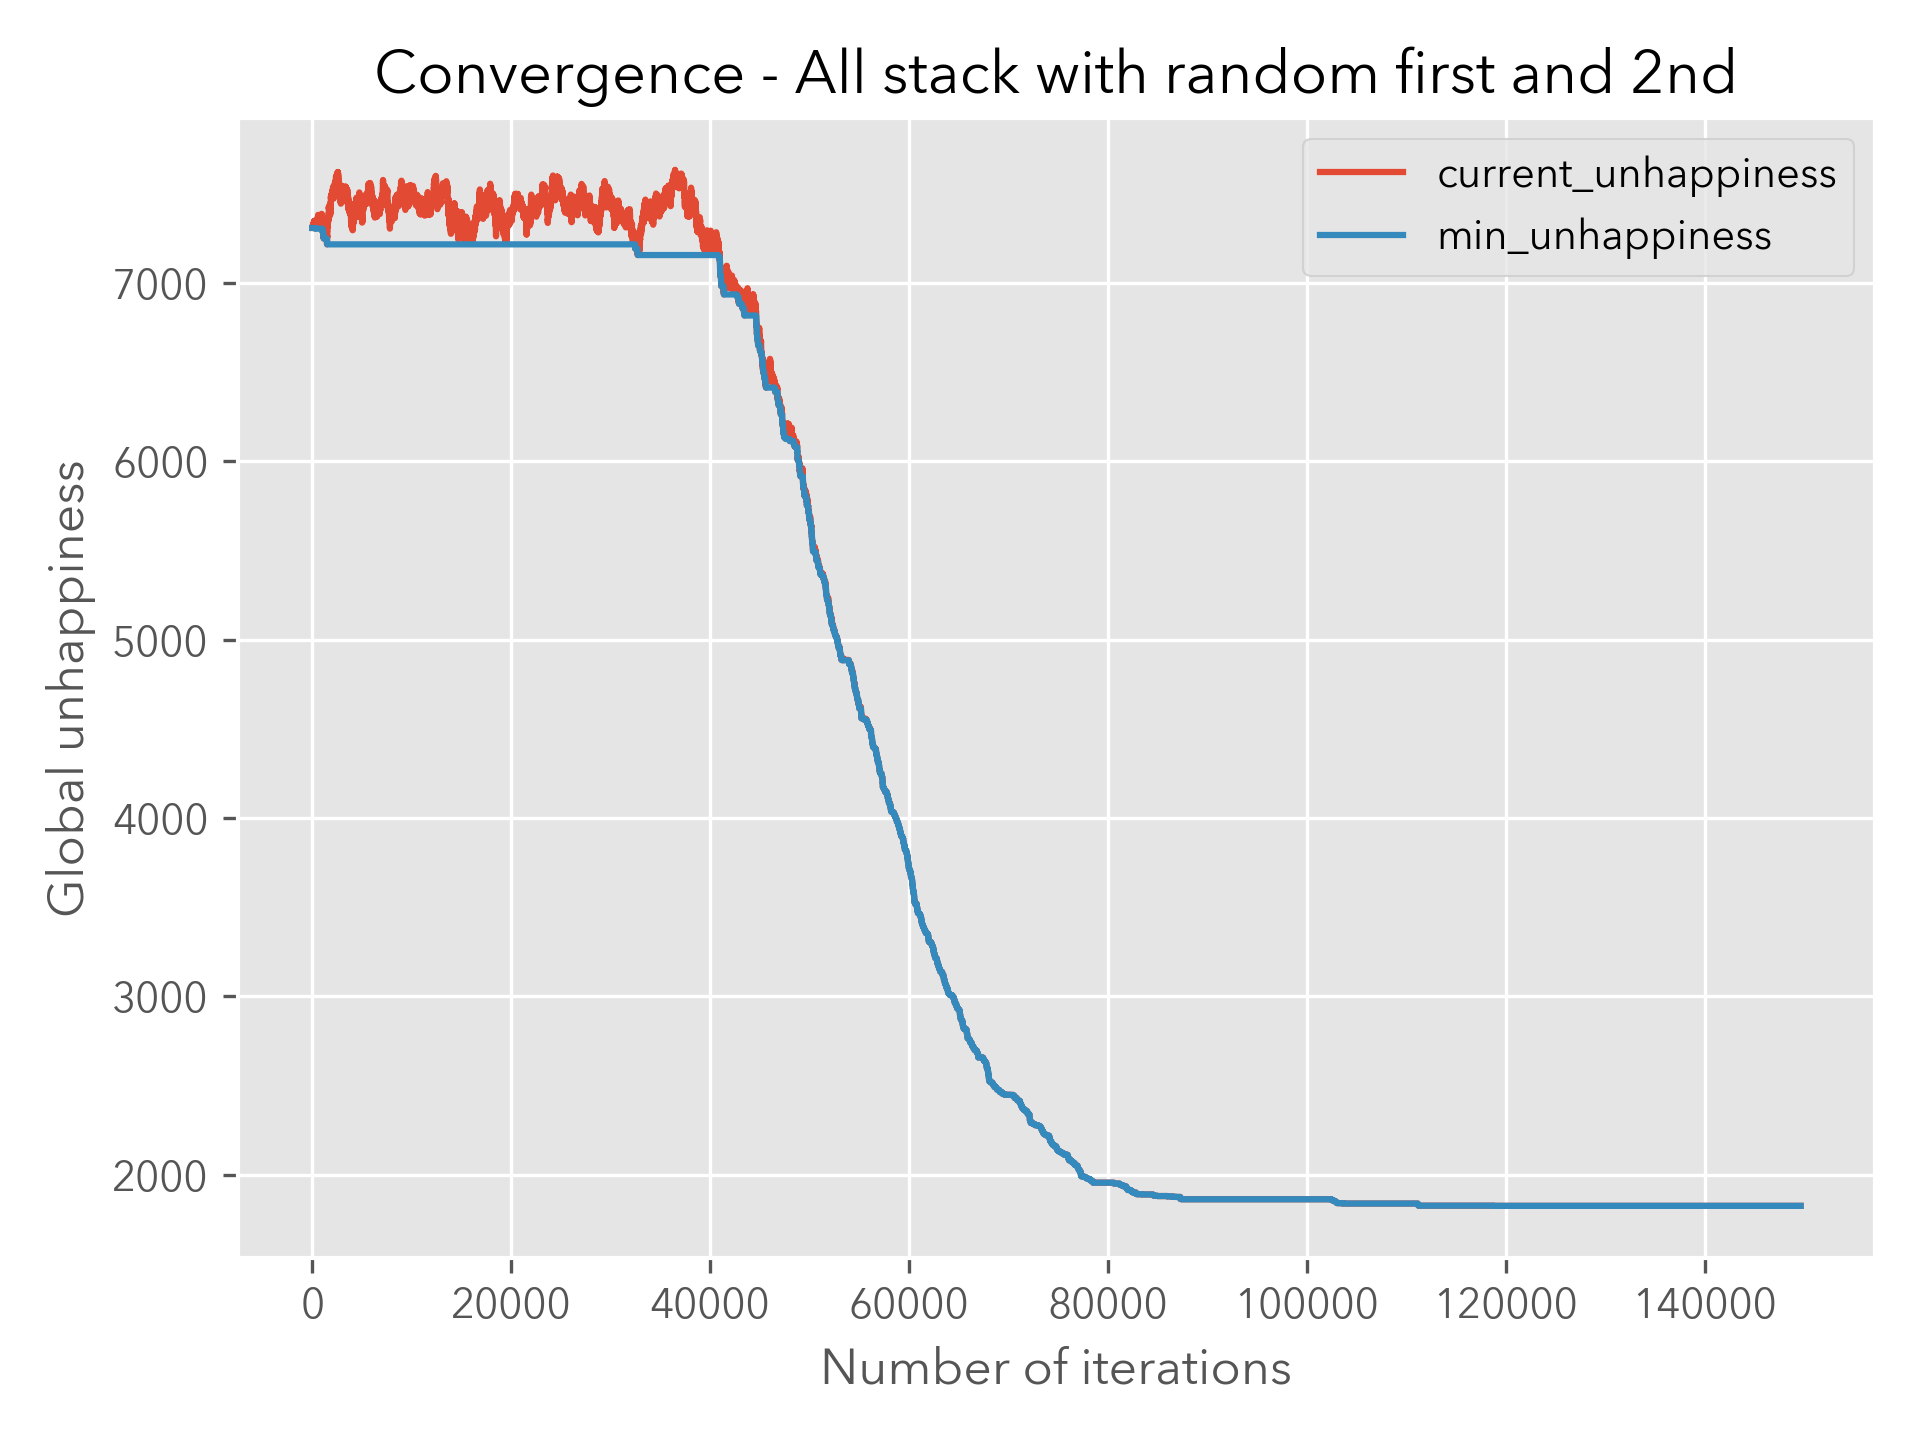 Convergence - All stack with random first and 2nd
current_unhappiness
min_unhappiness
Global unhappiness
7000
6000
5000
4000
3000
2000
0 20000 40000 60000 80000 100000 120000 140000
Number of iterations